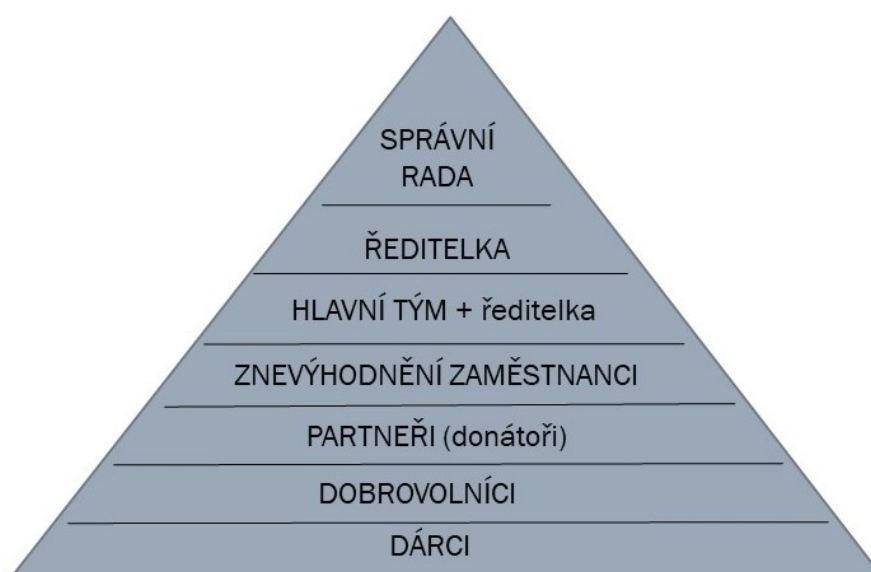 SPRÁVNÍ
RADA
ŘEDITELKA
HLAVNÍ TÝM + ředitelka
ZNEVÝHODNĚNÍ ZAMĚSTNANCI
PARTNEŘI (donátoři)
DOBROVOLNÍCI
DÁRCI